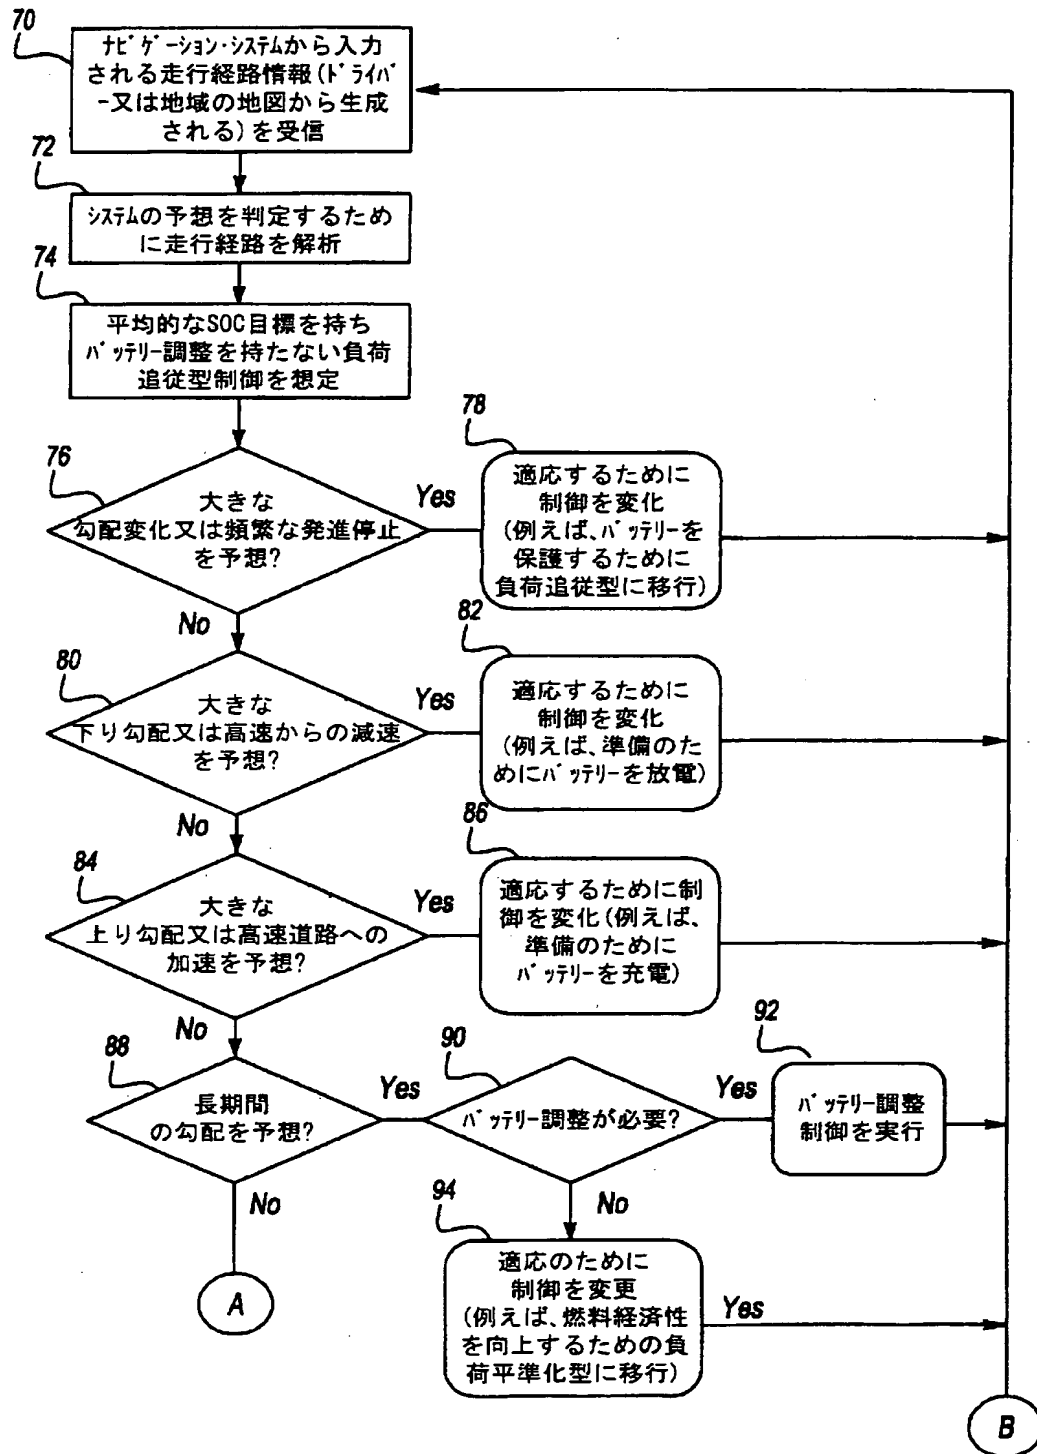 70
ﾅﾋﾞｹﾞｰｼｮﾝ・ｼｽﾃﾑから入力
される走行経路情報(ﾄﾞﾗｲﾊﾞ
ｰ又は地域の地図から生成
される)を受信
72
ｼｽﾃﾑの予想を判定するため
に走行経路を解析
74
平均的なSOC目標を持ち
ﾊﾞｯﾃﾘｰ調整を持たない負荷
追従型制御を想定
76
大きな
勾配変化又は頻繁な発進停止
を予想?
Yes
No
78
適応するために
制御を変化
(例えば、ﾊﾞｯﾃﾘｰを
保護するために
負荷追従型に移行)
80
大きな
下り勾配又は高速からの減速
を予想?
Yes
No
82
適応するために
制御を変化
(例えば、準備のた
めにﾊﾞｯﾃﾘｰを放電)
84
大きな
上り勾配又は高速道路への
加速を予想?
Yes
No
86
適応するために制
御を変化(例えば、
準備のために
ﾊﾞｯﾃﾘｰを充電)
88
長期間
の勾配を予想?
Yes
No
90
ﾊﾞｯﾃﾘｰ調整が必要?
Yes
No
92
ﾊﾞｯﾃﾘｰ調整
制御を実行
94
適応のために
制御を変更
(例えば、燃料経済性
を向上するための負
荷平準化型に移行)
Yes
A
B